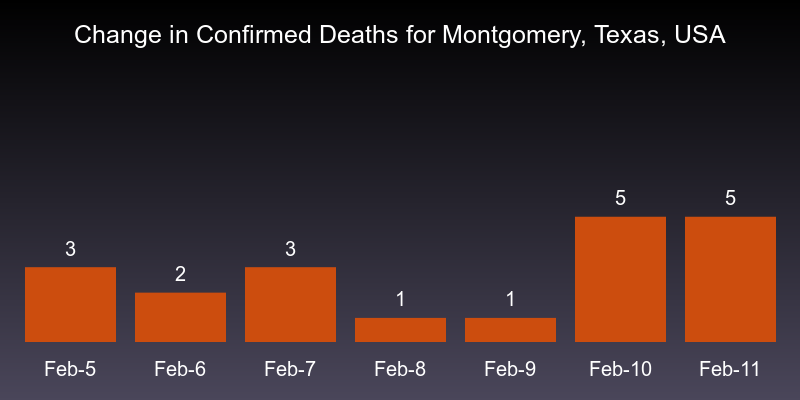 Change in Confirmed Deaths for Montgomery, Texas, USA
5 5
3 3
2
1 1
Feb-5 Feb-6 Feb-7 Feb-8 Feb-9 Feb-10 Feb-11